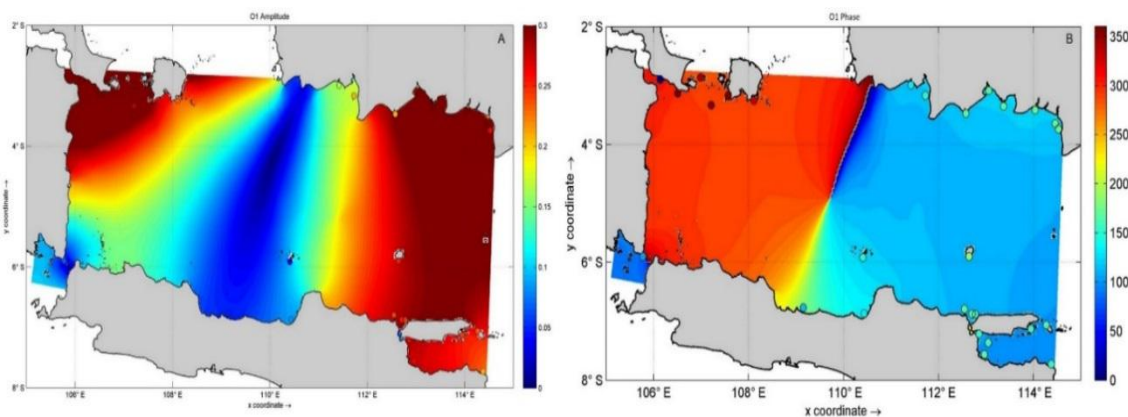 O1 Amplitude
A
2° S
4° S
6° S
8° S
106° E
108° E
110° E
112° E
114° E
x coordinate →
y coordinate →
0.3
0.25
0.2
0.15
0.1
0.05
0
O1 Phase
B
2° S
4° S
6° S
8° S
106° E
108° E
110° E
112° E
114° E
x coordinate →
y coordinate →
350
300
250
200
150
100
50
0